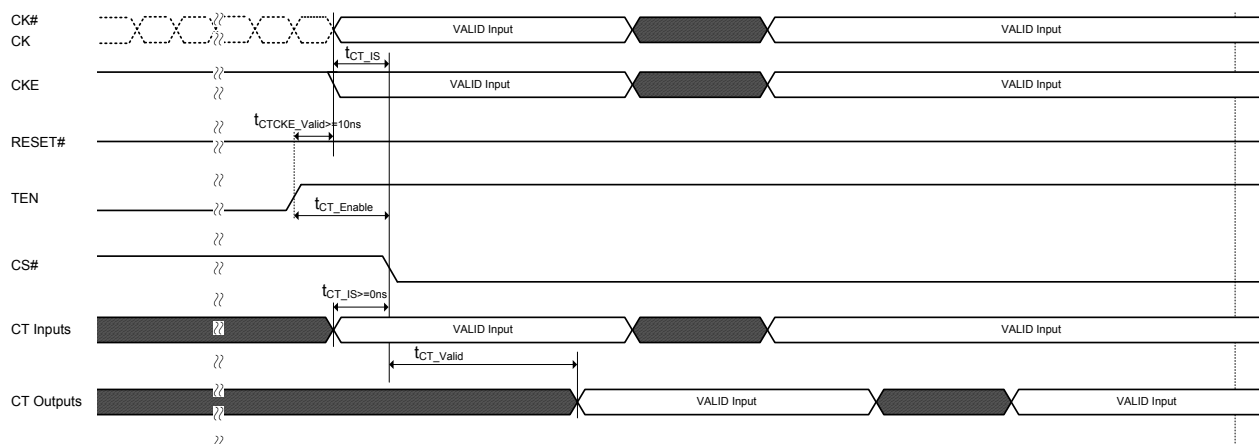 CK#
CK
VALID Input
VALID Input
tCT_IS
CKE
VALID Input
VALID Input
tCTCKE_Valid>=10ns
RESET#
TEN
tCT_Enable
CS#
tCT_IS>=0ns
CT Inputs
VALID Input
VALID Input
tCT_Valid
CT Outputs
VALID Input
VALID Input